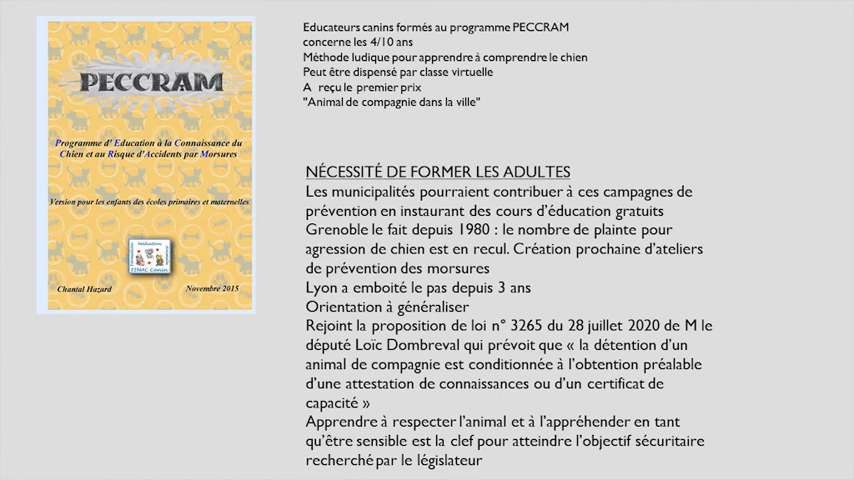 PECCRAM
Programme d' Education à la Connaissance du
Chien et au Risque d'Accidents par Morsures
Version pour les enfants des écoles primaires et maternelles
Médiation
FIMAC Canin
Chantal Hazard
Novembre 2015
Educateurs canins formés au programme PECCRAM
concerne les 4/10 ans
Méthode ludique pour apprendre à comprendre le chien
Peut être dispensé par classe virtuelle
A reçu le premier prix
"Animal de compagnie dans la ville"
NÉCESSITÉ DE FORMER LES ADULTES
Les municipalités pourraient contribuer à ces campagnes de
prévention en instaurant des cours d'éducation gratuits
Grenoble le fait depuis 1980 : le nombre de plainte pour
agression de chien est en recul. Création prochaine d'ateliers
de prévention des morsures
Lyon a emboité le pas depuis 3 ans
Orientation à généraliser
Rejoint la proposition de loi n° 3265 du 28 juillet 2020 de M le
député Loïc Dombreval qui prévoit que « la détention d'un
animal de compagnie est conditionnée à l'obtention préalable
d'une attestation de connaissances ou d'un certificat de
capacité »
Apprendre à respecter l'animal et à l'appréhender en tant
qu'être sensible est la clef pour atteindre l'objectif sécuritaire
recherché par le législateur